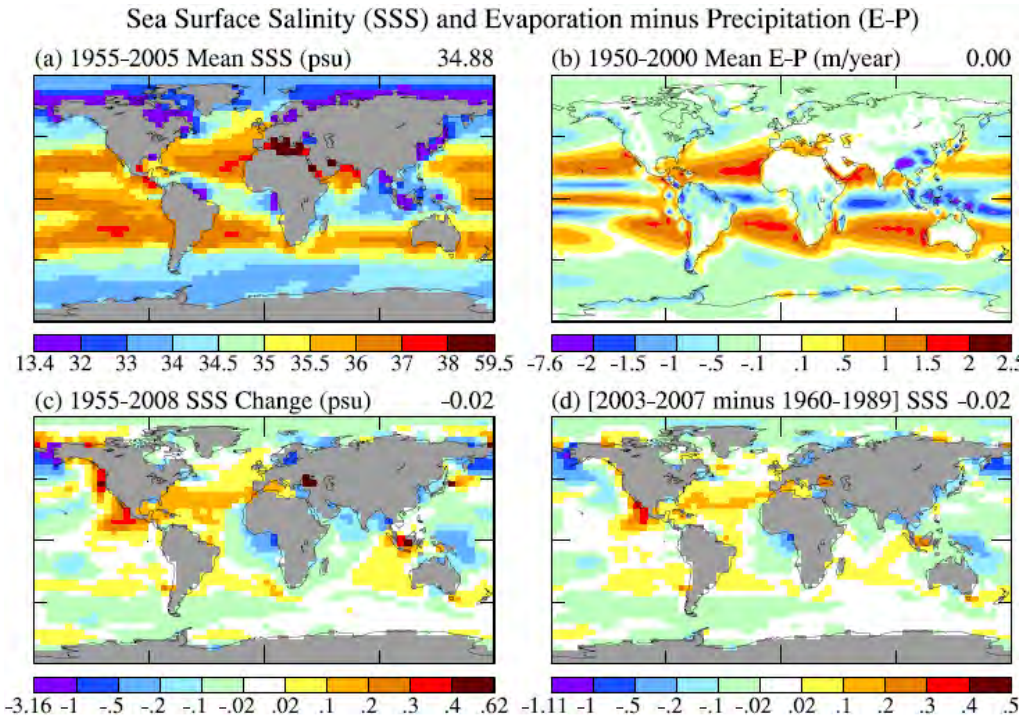 Sea Surface Salinity (SSS) and Evaporation minus Precipitation (E-P)
(a) 1955-2005 Mean SSS (psu) 34.88
(b) 1950-2000 Mean E-P (m/year) 0.00
13.4 32 33 34 34.5 35 35.5 36 37 38 59.5
-7.6 -2 -1.5 -1 -.5 -.1 .1 .5 1 1.5 2 2.5
(c) 1955-2008 SSS Change (psu) -0.02
(d) [2003-2007 minus 1960-1989] SSS -0.02
-3.16 -1 -.5 -.2 -.1 -.02 .02 .1 .2 .3 .4 .62
-1.11 -1 -.5 -.2 -.1 -.02 .02 .1 .2 .3 .4 .5